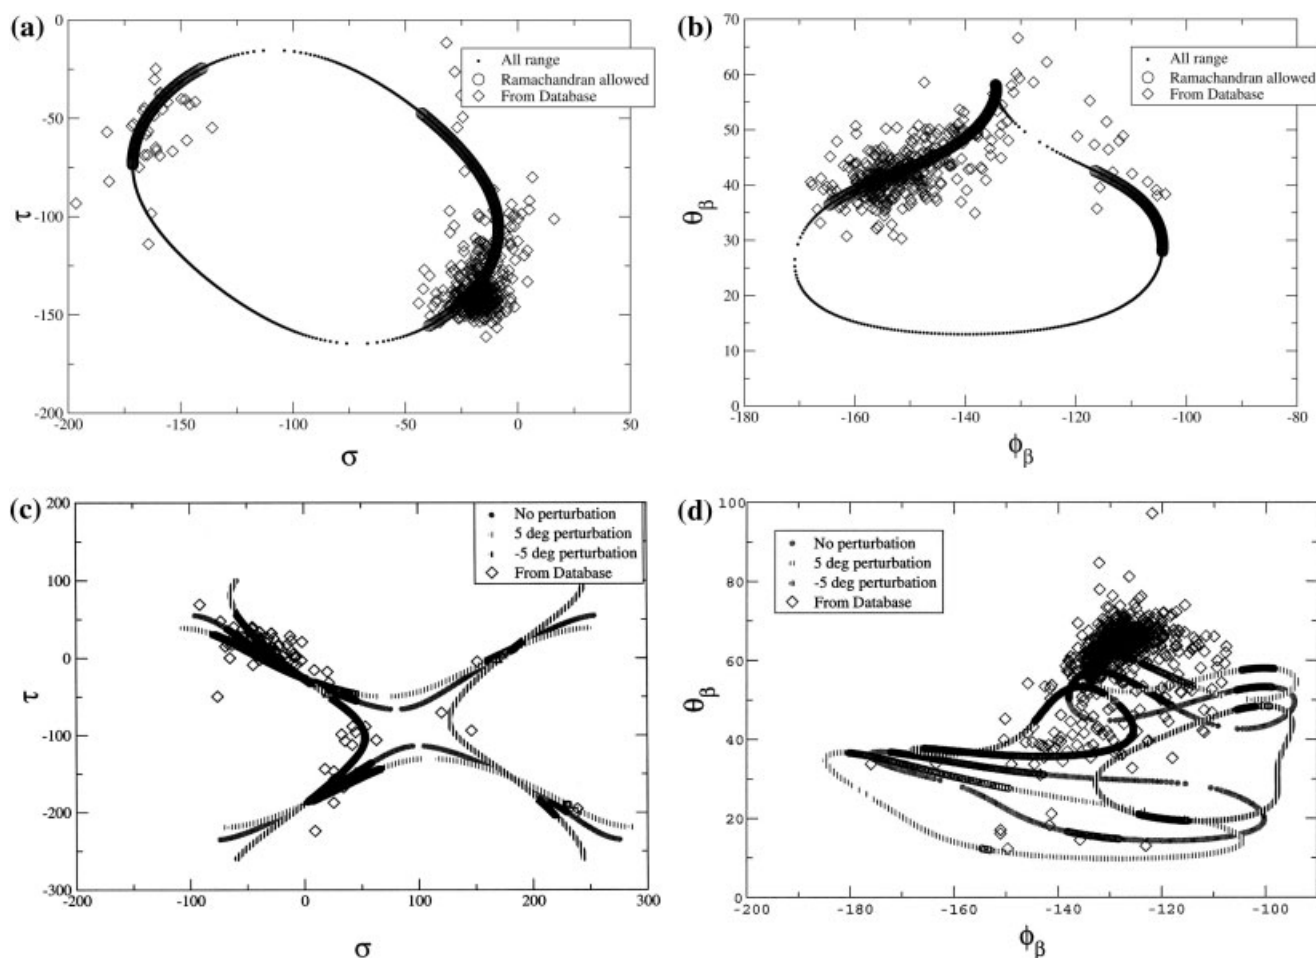 (a)
0
-50
-100
-150
-200
τ
-200 -150 -100 -50 0 50
σ
All range
Ramachandran allowed
From Database
(b)
70
60
50
40
30
20
10
0
θβ
-180 -160 -140 -120 -100 -80
ϕβ
All range
Ramachandran allowed
From Database
(c)
200
100
0
-100
-200
-300
τ
-200 -100 0 100 200 300
σ
No perturbation
5 deg perturbation
-5 deg perturbation
From Database
(d)
100
80
60
40
20
0
θβ
-200 -180 -160 -140 -120 -100
ϕβ
No perturbation
5 deg perturbation
-5 deg perturbation
From Database